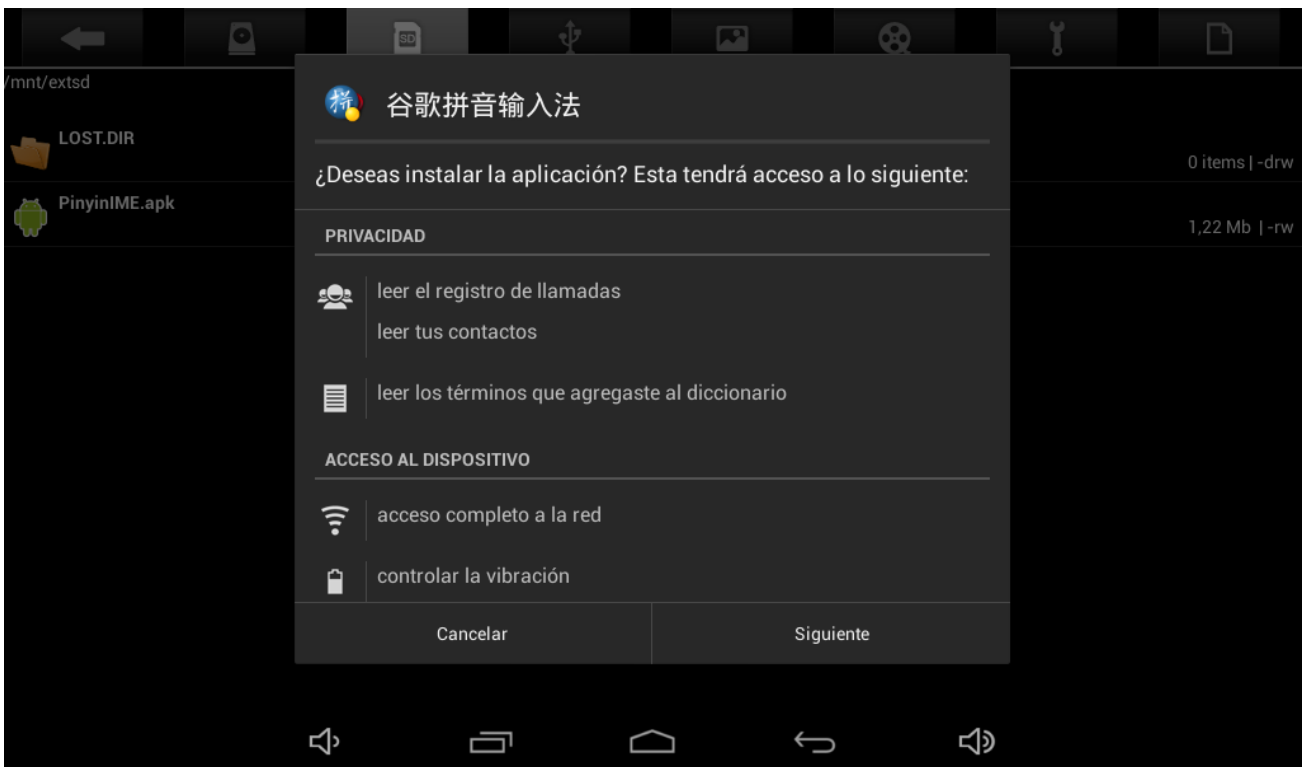 SD
/mnt/extsd
LOST.DIR
0 items | -drw
PinyinIME.apk
1,22 Mb | -rw
拼
谷歌拼音输入法
¿Deseas instalar la aplicación? Esta tendrá acceso a lo siguiente:
PRIVACIDAD
leer el registro de llamadas
leer tus contactos
leer los términos que agregaste al diccionario
ACCESO AL DISPOSITIVO
acceso completo a la red
controlar la vibración
Cancelar
Siguiente